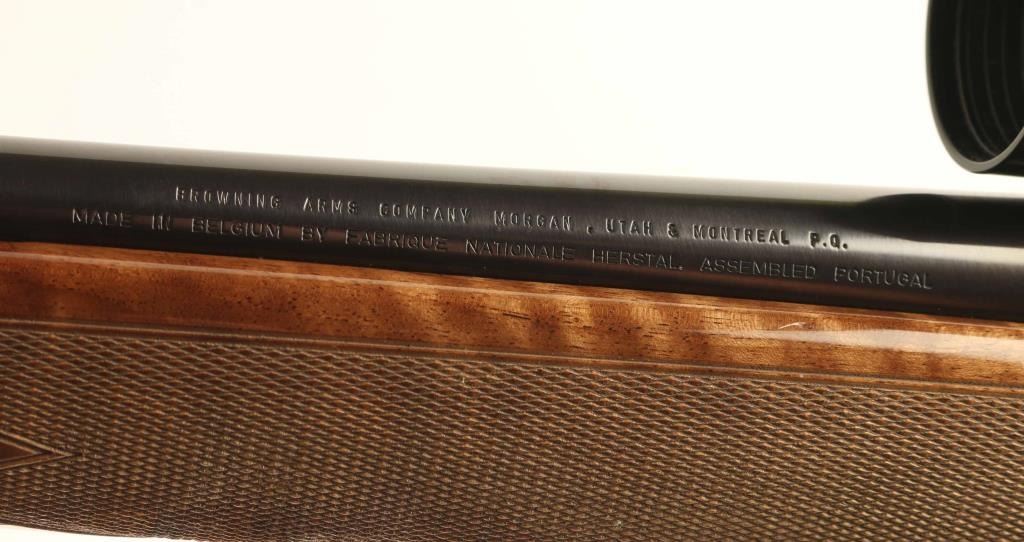 BROWNING ARMS COMPANY MORGAN, UTAH & MONTREAL P.Q.
MADE IN BELGIUM BY FABRIQUE NATIONALE HERSTAL. ASSEMBLED PORTUGAL